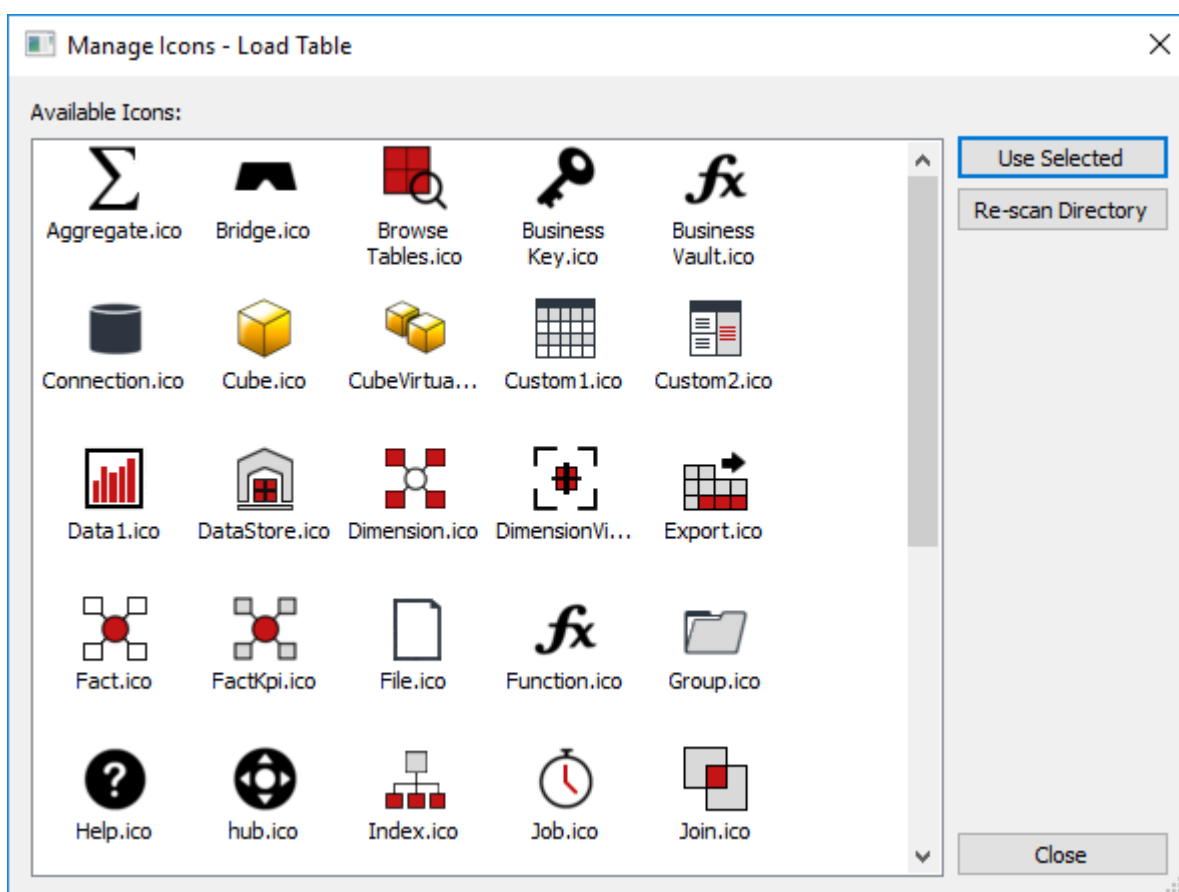 Manage Icons - Load Table
Available Icons:
Use Selected
Re-scan Directory
Aggregate.ico Bridge.ico Browse Business Business
Tables.ico Key.ico Vault.ico
Connection.ico Cube.ico CubeVirtua... Custom1.ico Custom2.ico
Data1.ico DataStore.ico Dimension.ico DimensionVi... Export.ico
Fact.ico FactKpi.ico File.ico Function.ico Group.ico
Help.ico hub.ico Index.ico Job.ico Join.ico
Close